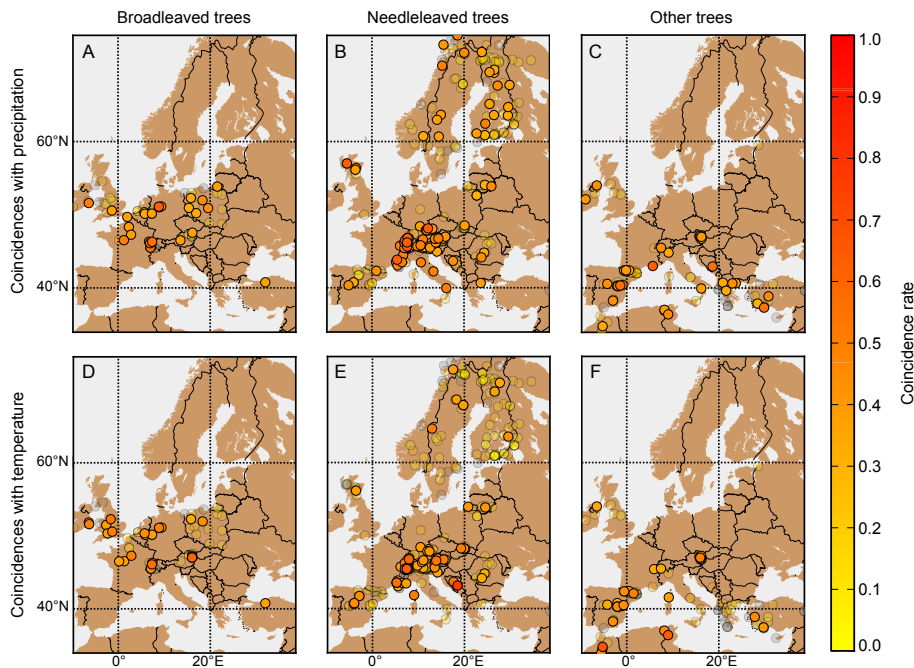 Broadleaved trees
Needleleaved trees
Other trees
Coincidences with precipitation
A
B
C
60°N
40°N
Coincidences with temperature
D
E
F
60°N
40°N
0°
20°E
0°
20°E
0°
20°E
1.0
0.9
0.8
0.7
0.6
0.5
0.4
0.3
0.2
0.1
0.0
Coincidence rate